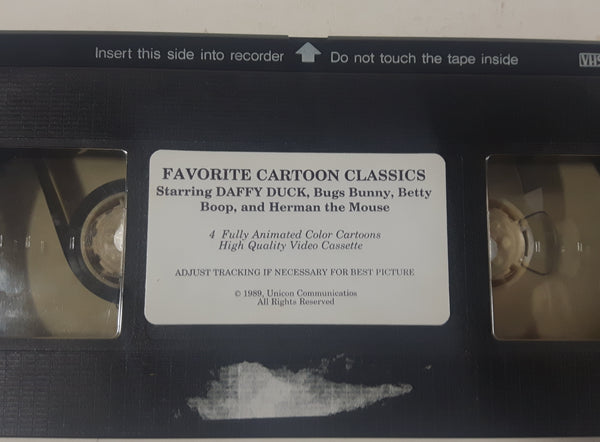 Insert this side into recorder Do not touch the tape inside
VHS
FAVORITE CARTOON CLASSICS
Starring DAFFY DUCK, Bugs Bunny, Betty
Boop, and Herman the Mouse
4 Fully Animated Color Cartoons
High Quality Video Cassette
ADJUST TRACKING IF NECESSARY FOR BEST PICTURE
© 1989, Unicon Communicatios
All Rights Reserved